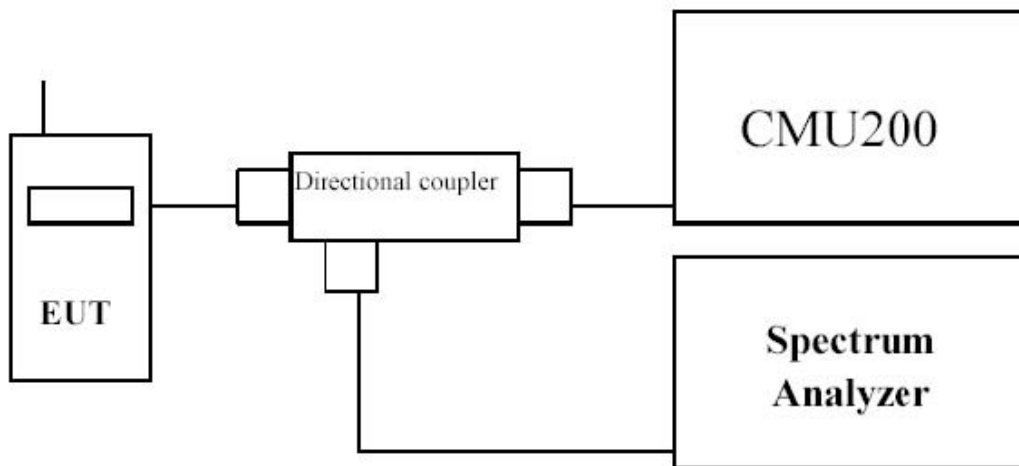 CMU200
Directional coupler
EUT
Spectrum
Analyzer